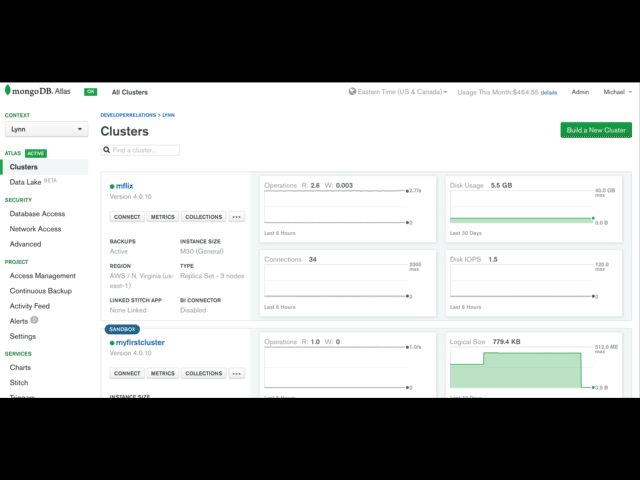 mongoDB. Atlas
OK
All Clusters
Eastern Time (US & Canada)
Usage This Month:$464.55 details
Admin
Michael
CONTEXT
Lynn
DEVELOPERRELATIONS > LYNN
Clusters
Build a New Cluster
Find a cluster...
ATLAS ACTIVE
Clusters
Data Lake BETA
SECURITY
Database Access
Network Access
Advanced
PROJECT
Access Management
Continuous Backup
Activity Feed
Alerts 0
Settings
SERVICES
Charts
Stitch
Triggers
mflix
Version 4.0.10
CONNECT METRICS COLLECTIONS ...
BACKUPS
Active
INSTANCE SIZE
M30 (General)
REGION
AWS / N. Virginia (us-east-1)
TYPE
Replica Set - 3 nodes
LINKED STITCH APP
None Linked
BI CONNECTOR
Disabled
Operations R: 2.6 W: 0.003
2.7/s
0
Last 6 Hours
Disk Usage 5.5 GB
40.0 GB
max
0.0 B
Last 30 Days
Connections 34
2000
max
0
Last 6 Hours
Disk IOPS 1.5
120.0
max
0
Last 6 Hours
SANDBOX
myfirstcluster
Version 4.0.10
CONNECT METRICS COLLECTIONS ...
INSTANCE SIZE
Operations R: 1.0 W: 0
1.0/s
0
Last 6 Hours
Logical Size 779.4 KB
512.0 MB
max
0.0 B
Last 30 Days